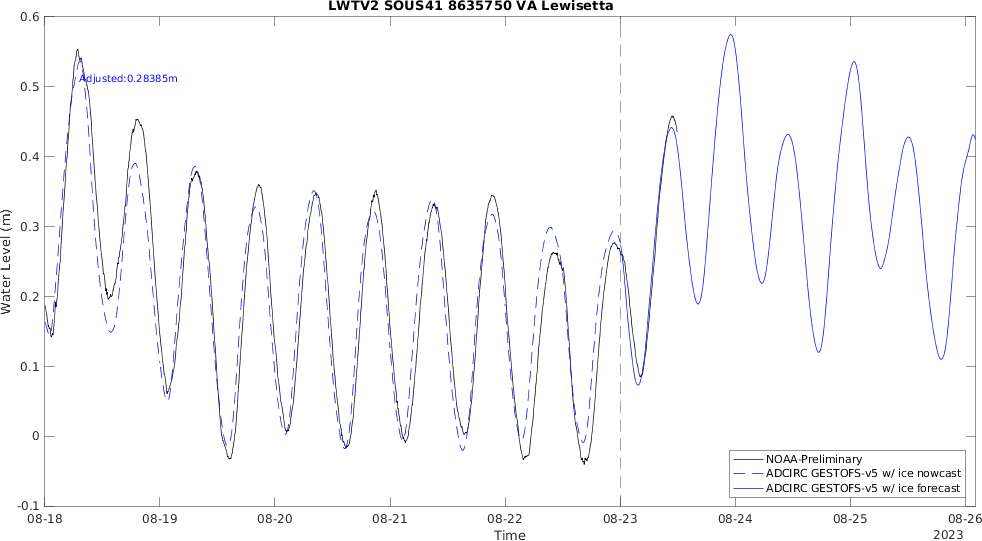 LWTV2 SOUS41 8635750 VA Lewisetta
0.6
0.5
0.4
0.3
0.2
0.1
0
-0.1
Water Level (m)
Adjusted:0.28385m
NOAA-Preliminary
ADCIRC GESTOFS-v5 w/ ice nowcast
ADCIRC GESTOFS-v5 w/ ice forecast
08-18 08-19 08-20 08-21 08-22 08-23 08-24 08-25 08-26
Time
2023